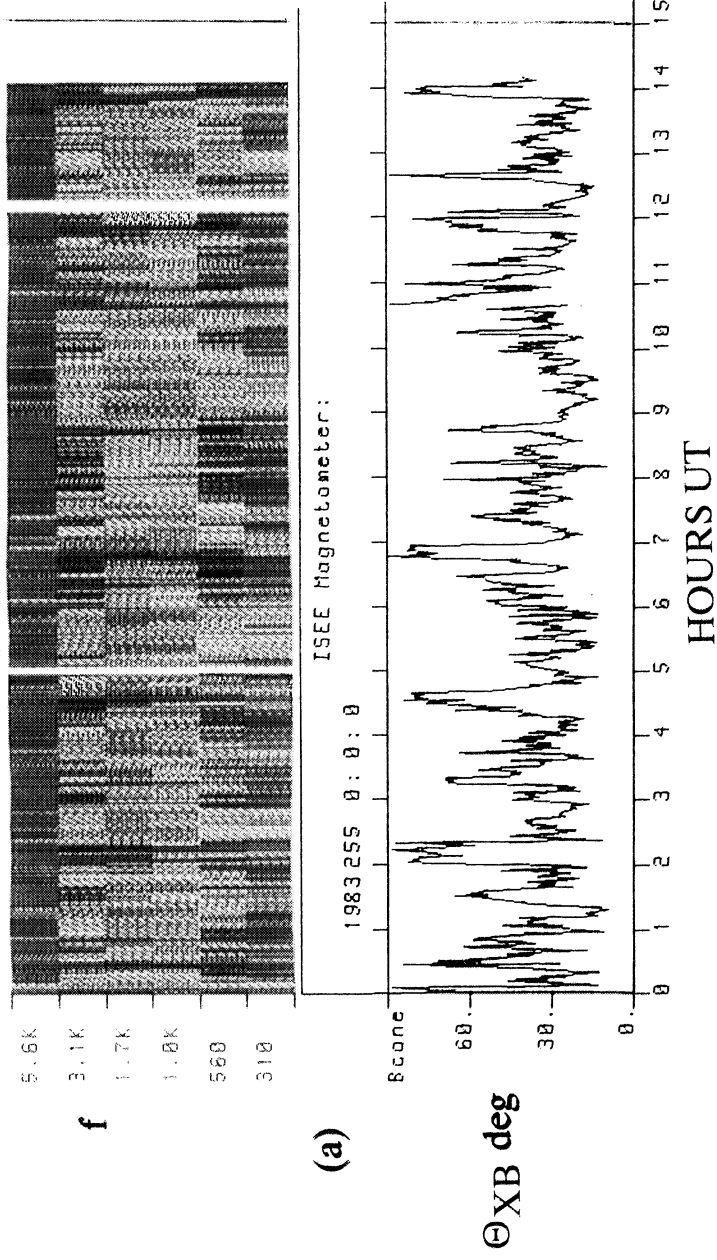 f
5.6K
3.1K
1.7K
1.0K
560
310
(a)
ISEE Magnetometer:
1983 255 0: 0: 0
Bcone
60.
30.
0.
ΘXB deg
0 1 2 3 4 5 6 7 8 9 10 11 12 13 14 15
HOURS UT